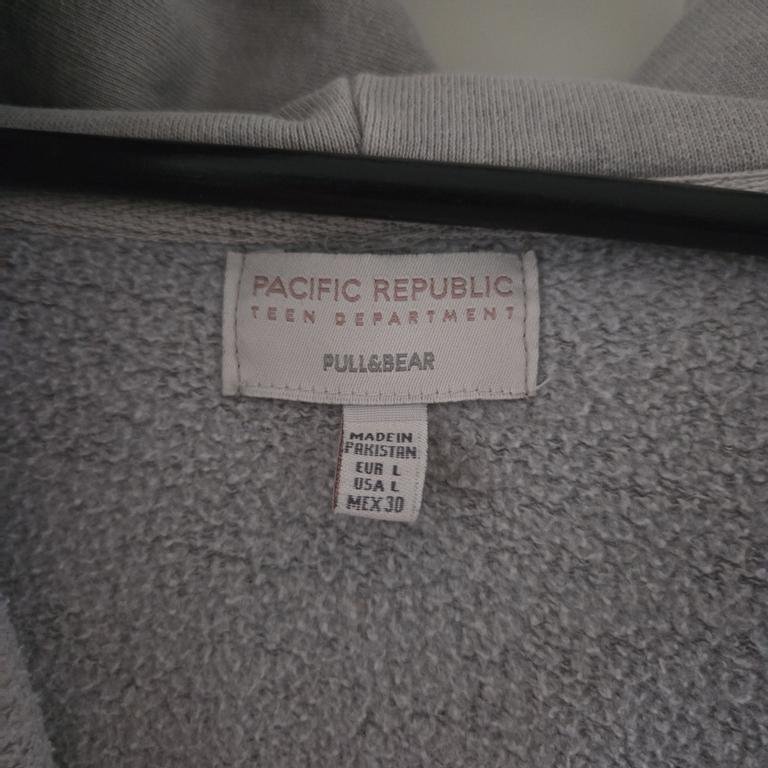 PACIFIC REPUBLIC
TEEN DEPARTMENT
PULL&BEAR
MADE IN
PAKISTAN
EUR L
USA L
MEX 30